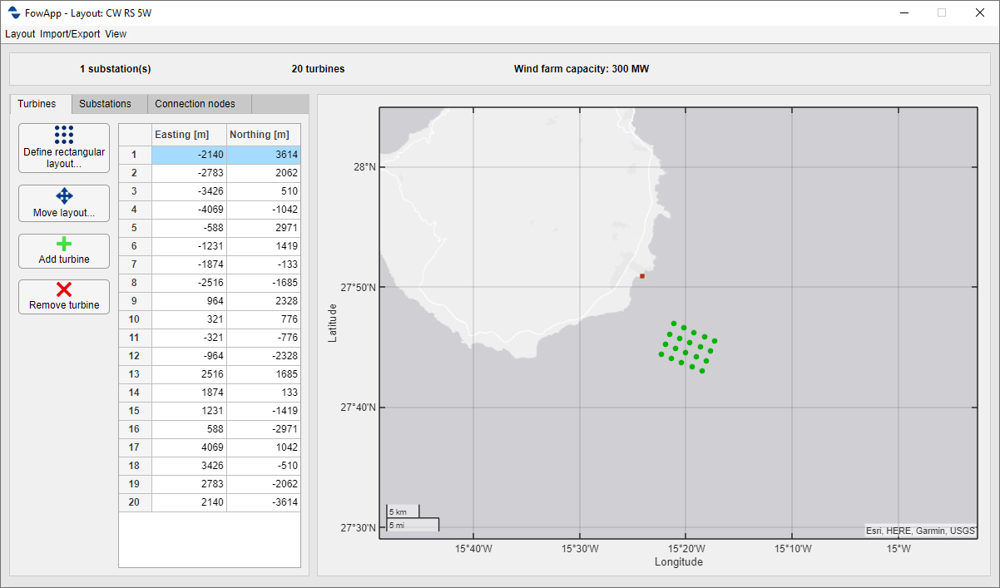 FowApp - Layout: CW RS 5W
Layout Import/Export View
1 substation(s) 20 turbines Wind farm capacity: 300 MW
Turbines Substations Connection nodes
Define rectangular
layout...
Move layout...
Add turbine
Remove turbine
Easting [m] Northing [m]
1 -2140 3614
2 -2783 2062
3 -3426 510
4 -4069 -1042
5 -588 2971
6 -1231 1419
7 -1874 -133
8 -2516 -1685
9 964 2328
10 321 776
11 -321 -776
12 -964 -2328
13 2516 1685
14 1874 133
15 1231 -1419
16 588 -2971
17 4069 1042
18 3426 -510
19 2783 -2062
20 2140 -3614
28°N
27°50'N
27°40'N
27°30'N
Latitude
5 km
5 mi
Esri, HERE, Garmin, USGS
15°40'W 15°30'W 15°20'W 15°10'W 15°W
Longitude